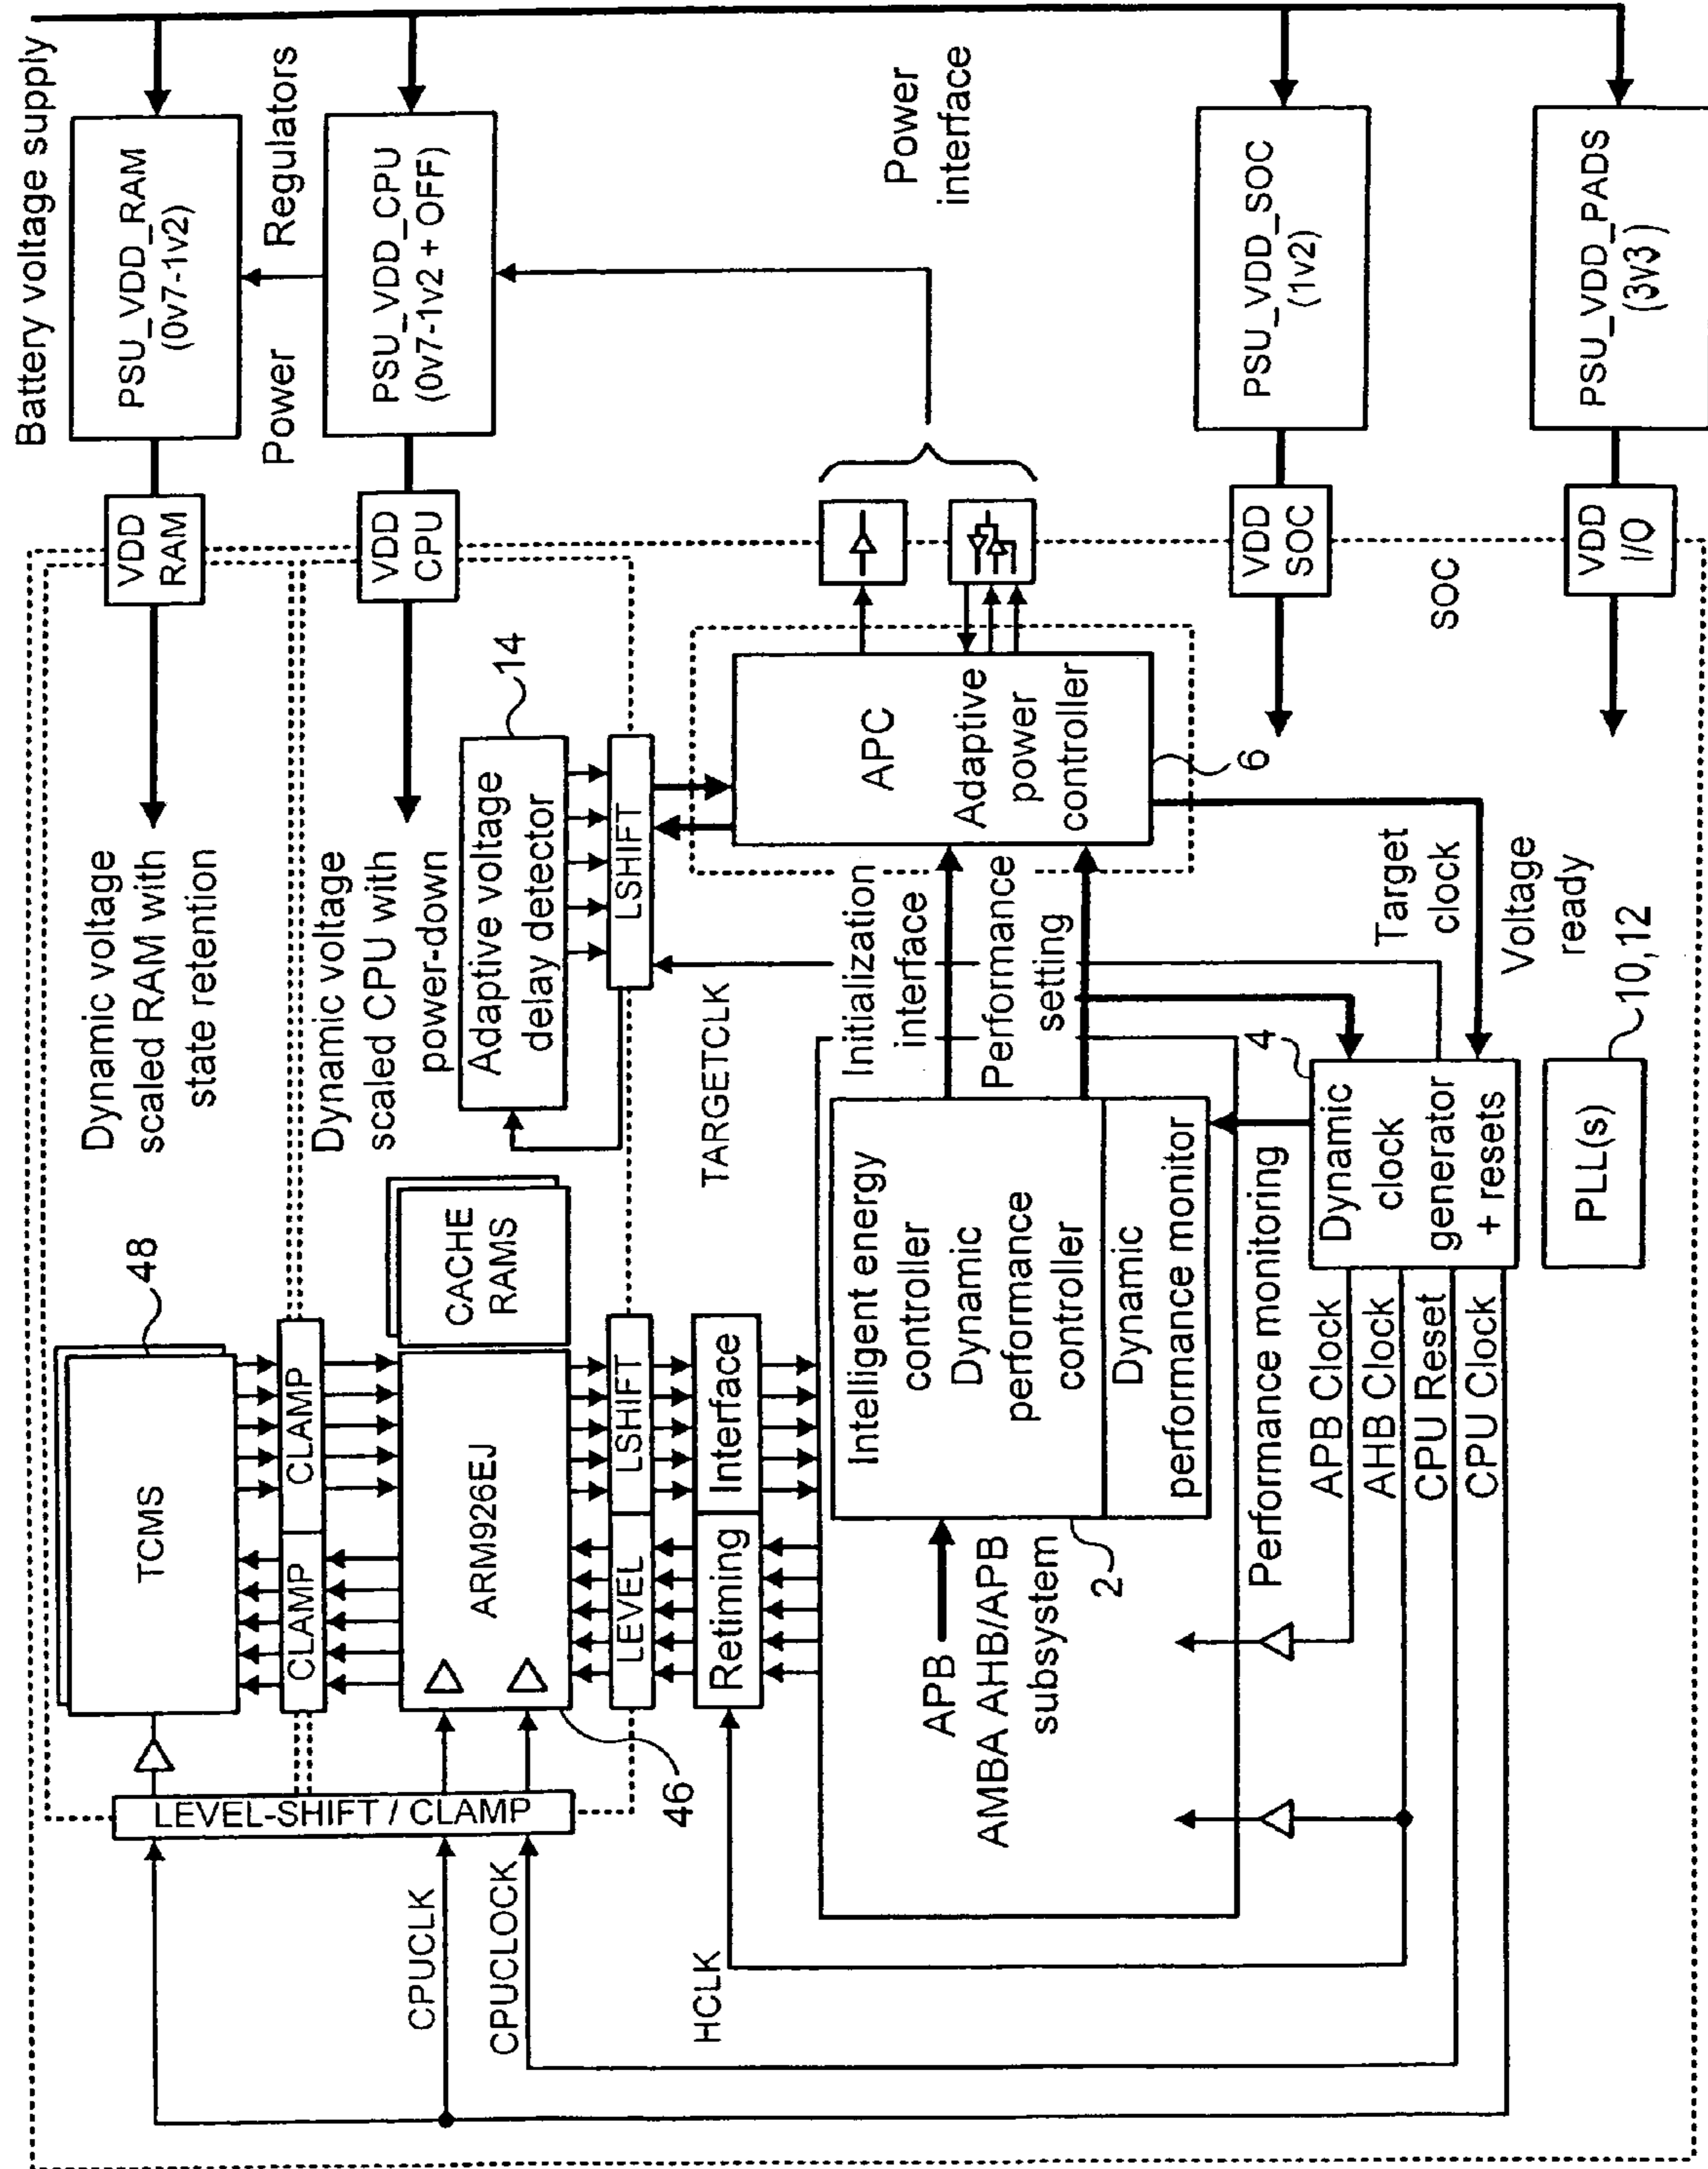 Battery voltage supply
PSU_VDD_RAM
(0v7-1v2)
Power Regulators
PSU_VDD_CPU
(0v7-1v2 + OFF)
Power
interface
PSU_VDD_SOC
(1v2)
PSU_VDD_PADS
(3v3)
VDD
RAM
VDD
CPU
VDD
SOC
VDD
I/O
SOC
Dynamic voltage
scaled RAM with
state retention
Dynamic voltage
scaled CPU with
power-down
14
Adaptive voltage
delay detector
LSHIFT
APC
Adaptive
power
controller
6
TARGETCLK
Initialization
interface
Performance
setting
Target
clock
Voltage
ready
48
TCMS
CLAMP
CLAMP
CACHE
RAMS
ARM926EJ
46
LEVEL
LSHIFT
Retiming
Interface
LEVEL-SHIFT / CLAMP
CPUCLK
CPUCLOCK
HCLK
Intelligent energy
controller
Dynamic
performance
controller
Dynamic
performance monitor
2
APB
AMBA AHB/APB
subsystem
Performance monitoring
4
Dynamic
clock
generator
+ resets
10,12
PLL(s)
APB Clock
AHB Clock
CPU Reset
CPU Clock